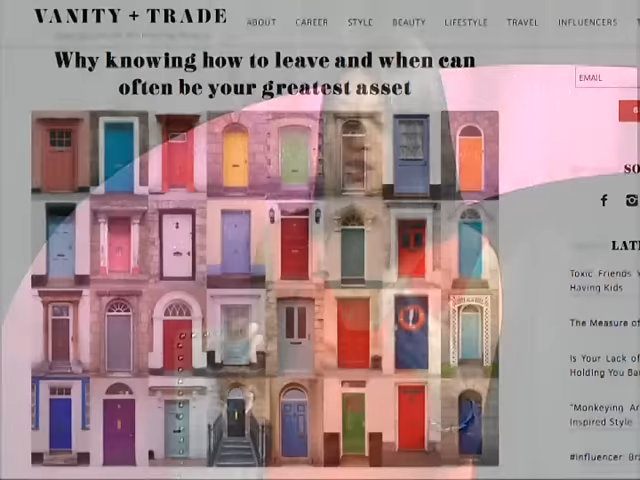 VANITY + TRADE
ABOUT CAREER STYLE BEAUTY LIFESTYLE TRAVEL INFLUENCERS
Why knowing how to leave and when can
often be your greatest asset
EMAIL
SO
LAT
Toxic Friends
Having Kids
The Measure of
Is Your Lack of
Holding You
"Monkeying
Inspired Style
#Influencer: